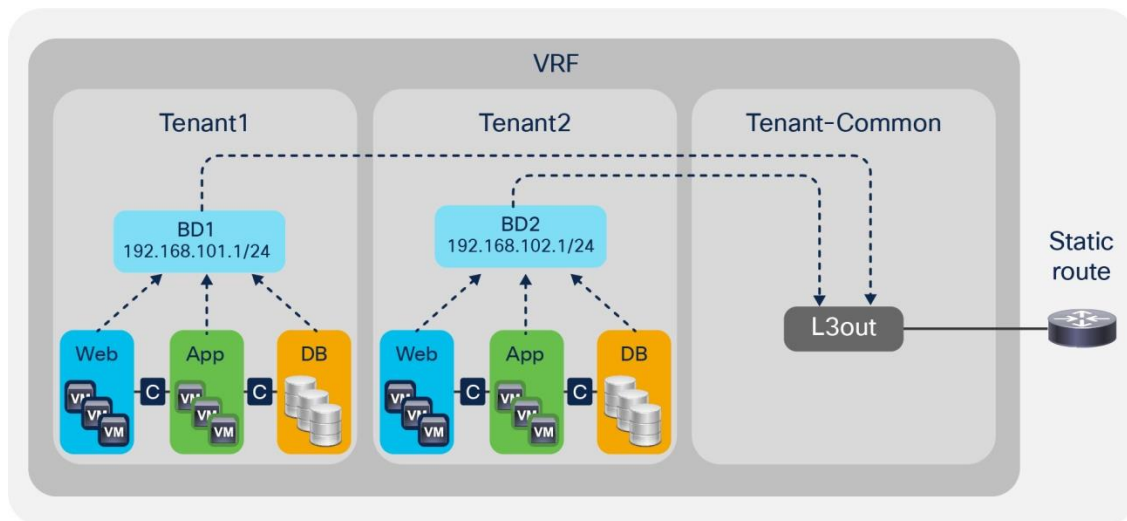 VRF
Tenant1
Tenant2
Tenant-Common
BD1
192.168.101.1/24
BD2
192.168.102.1/24
Static
route
L3out
Web
App
DB
C
C
VM
VM
VM
VM
VM
VM
Web
App
DB
C
C
VM
VM
VM
VM
VM
VM